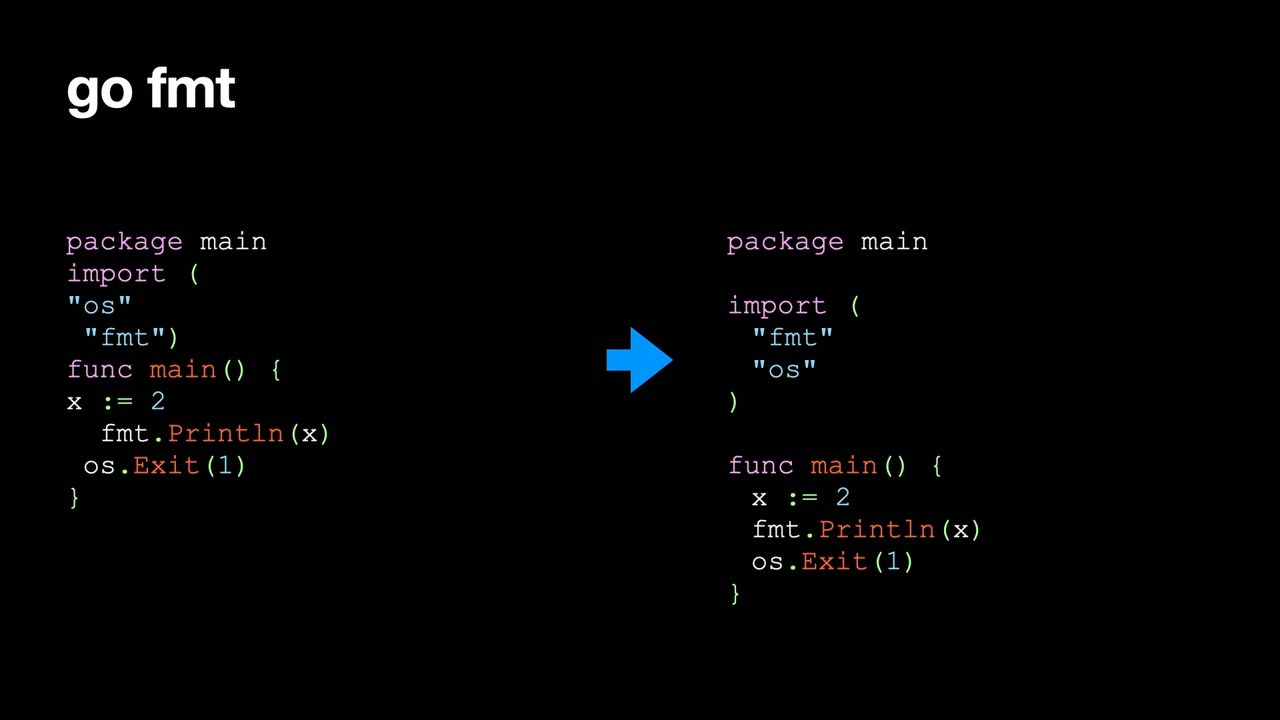 go fmt
package main
import (
"os"
 "fmt")
func main() {
x := 2
  fmt.Println(x)
 os.Exit(1)
}
package main

import (
  "fmt"
  "os"
)

func main() {
  x := 2
  fmt.Println(x)
  os.Exit(1)
}